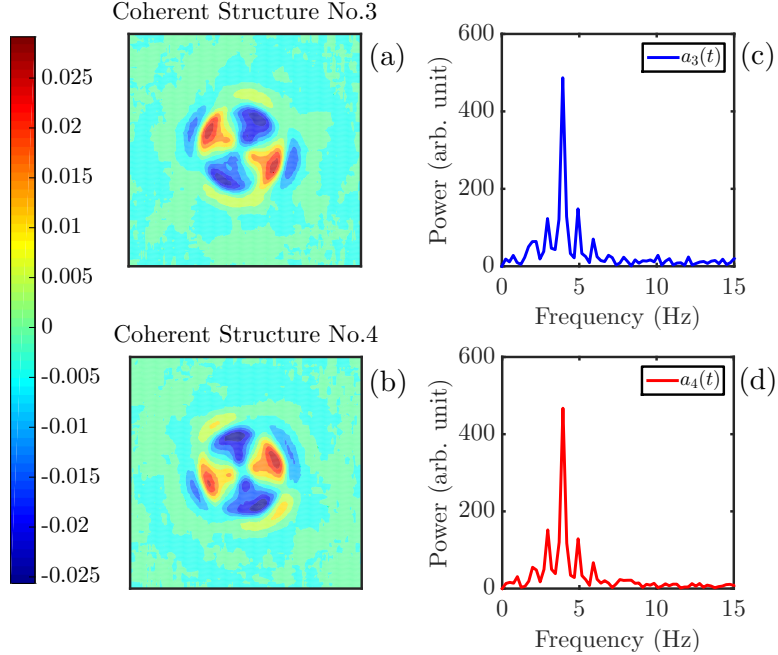 Coherent Structure No.3
(a)
0.025
0.02
0.015
0.01
0.005
0
-0.005
-0.01
-0.015
-0.02
-0.025
(c)
a₃(t)
600
400
200
0
Power (arb. unit)
0 5 10 15
Frequency (Hz)
Coherent Structure No.4
(b)
(d)
a₄(t)
600
400
200
0
Power (arb. unit)
0 5 10 15
Frequency (Hz)